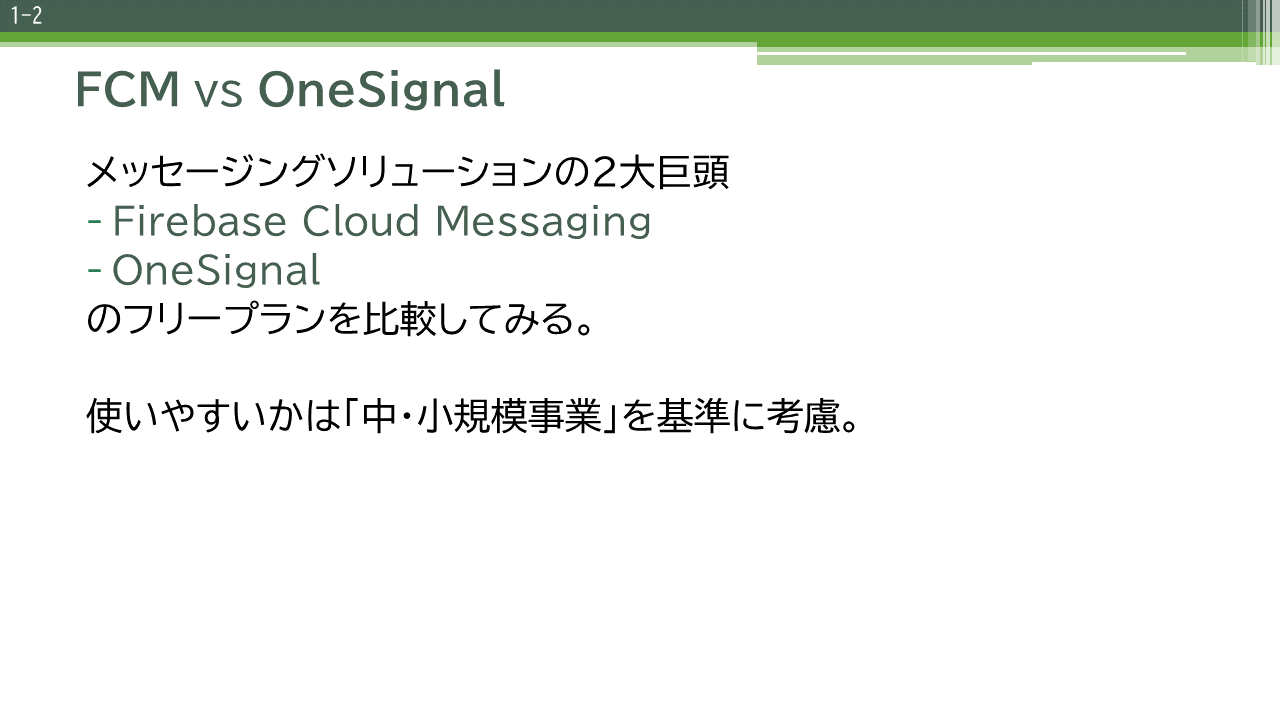 1-2
FCM vs OneSignal
メッセージングソリューションの2大巨頭
- Firebase Cloud Messaging
- OneSignal
のフリープランを比較してみる。
使いやすいかは「中・小規模事業」を基準に考慮。